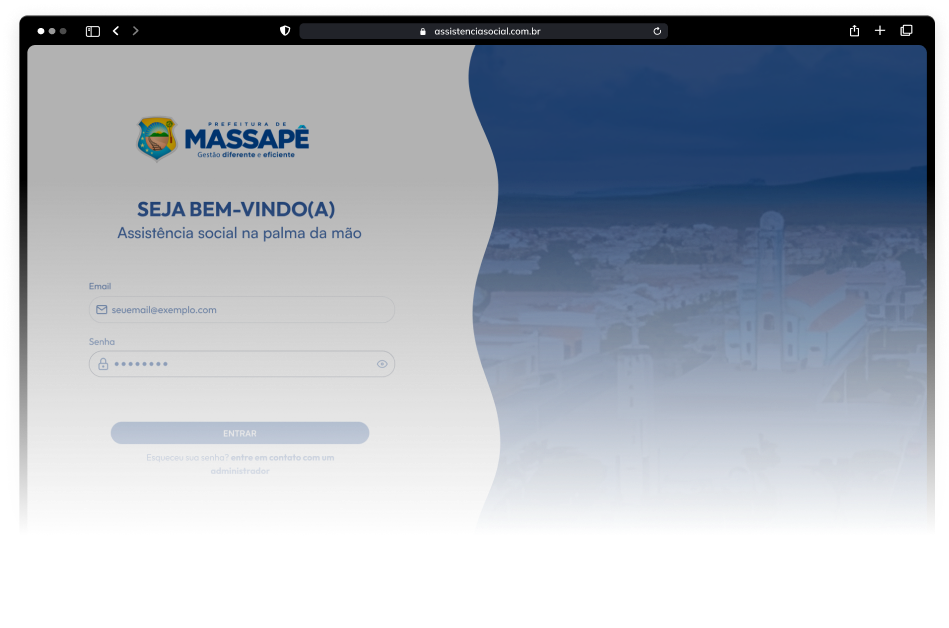 assistenciasocial.com.br
PREFEITURA DE
MASSAPÊ
Gestão diferente e eficiente
SEJA BEM-VINDO(A)
Assistência social na palma da mão
Email
seuemail@exemplo.com
Senha
ENTRAR
Esqueceu sua senha? entre em contato com um
administrador